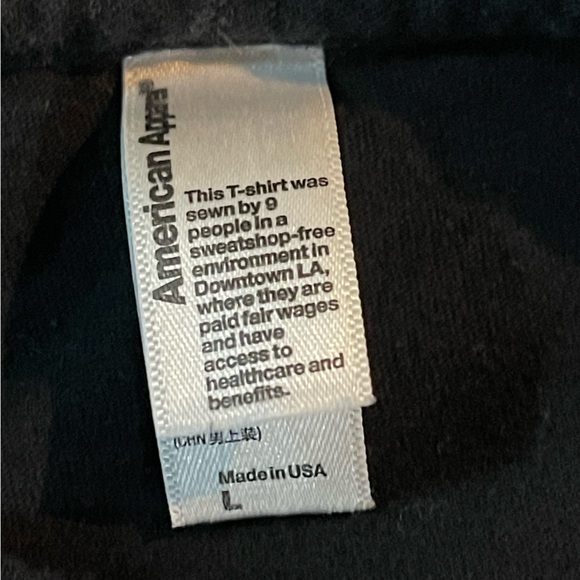 American Apparel®
This T-shirt was
sewn by 9
people in a
sweatshop-free
environment in
Downtown LA,
where they are
paid fair wages
and have
access to
healthcare and
benefits.
(CHN 男上装)
Made in USA
L